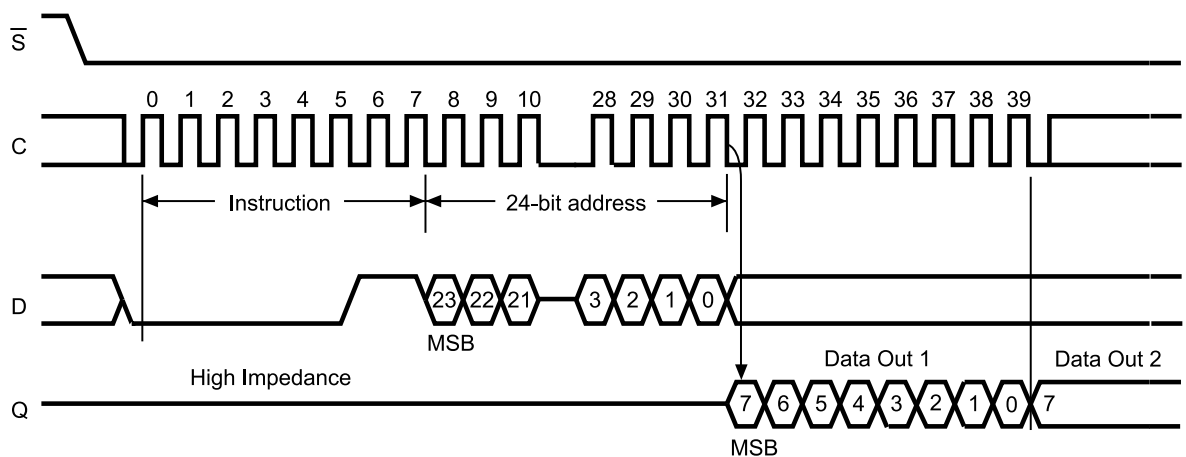 S
0 1 2 3 4 5 6 7 8 9 10 28 29 30 31 32 33 34 35 36 37 38 39
C
Instruction 24-bit address
D 23 22 21 3 2 1 0
MSB
Data Out 1 Data Out 2
High Impedance
Q 7 6 5 4 3 2 1 0 7
MSB